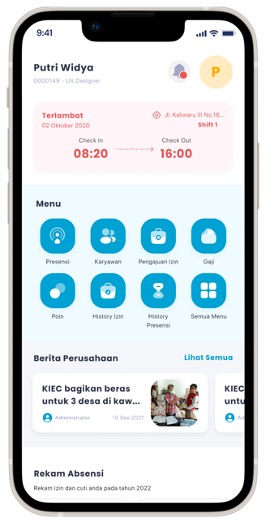 9:41
Putri Widya
0000149 - UX Designer
P
Terlambat
Jl. Kaliwaru III No.16...
02 Oktober 2020
Shift 1
Check In
Check Out
08:20
16:00
Menu
Presensi
Karyawan
Pengajuan Izin
Gaji
Poin
History Izin
History
Presensi
Semua Menu
Berita Perusahaan
Lihat Semua
KIEC bagikan beras
untuk 3 desa di kaw...
Administrator
10 Sep 2021
KIEC
untu
Rekam Absensi
Rekam izin dan cuti anda pada tahun 2022